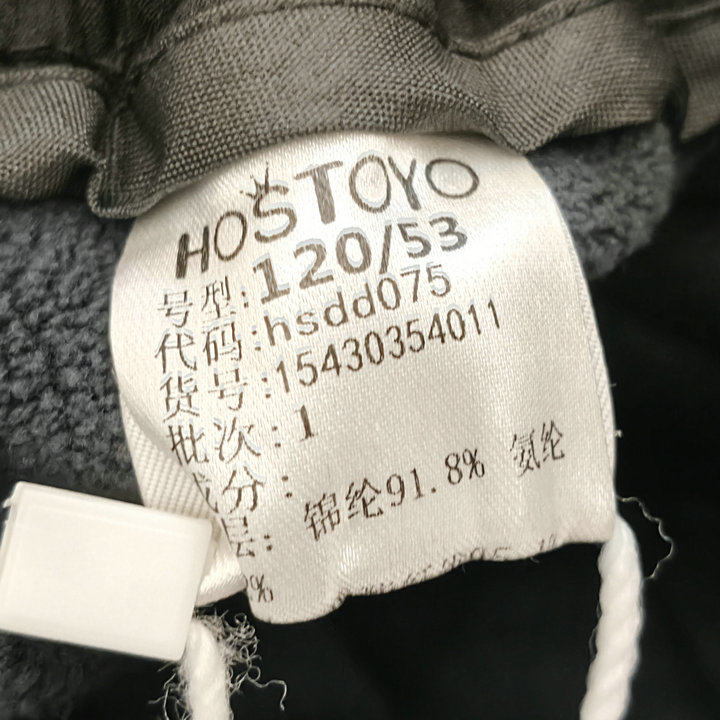 HOSTOYO
号型:120/53
代码:hsdd075
货号:15430354011
批次:1
成分:
层: 锦纶91.8% 氨纶
%